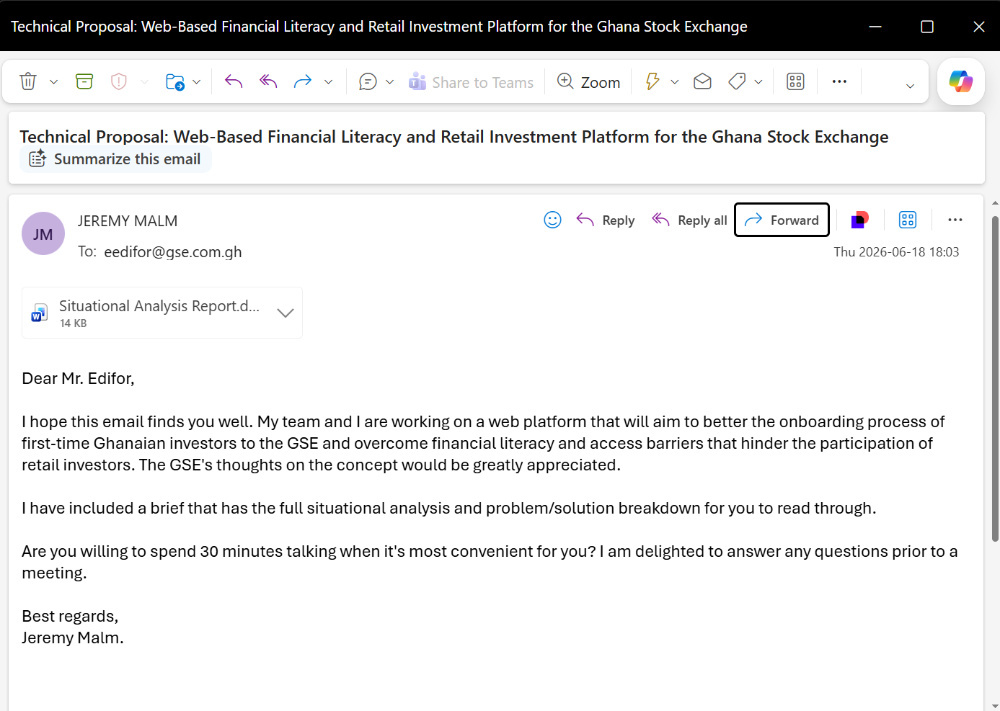 Technical Proposal: Web-Based Financial Literacy and Retail Investment Platform for the Ghana Stock Exchange
Share to Teams
Zoom
Technical Proposal: Web-Based Financial Literacy and Retail Investment Platform for the Ghana Stock Exchange
Summarize this email
JM
JEREMY MALM
Reply
Reply all
Forward
To: eedifor@gse.com.gh
Thu 2026-06-18 18:03
Situational Analysis Report.d...
14 KB
Dear Mr. Edifor,
I hope this email finds you well. My team and I are working on a web platform that will aim to better the onboarding process of
first-time Ghanaian investors to the GSE and overcome financial literacy and access barriers that hinder the participation of
retail investors. The GSE's thoughts on the concept would be greatly appreciated.
I have included a brief that has the full situational analysis and problem/solution breakdown for you to read through.
Are you willing to spend 30 minutes talking when it's most convenient for you? I am delighted to answer any questions prior to a
meeting.
Best regards,
Jeremy Malm.